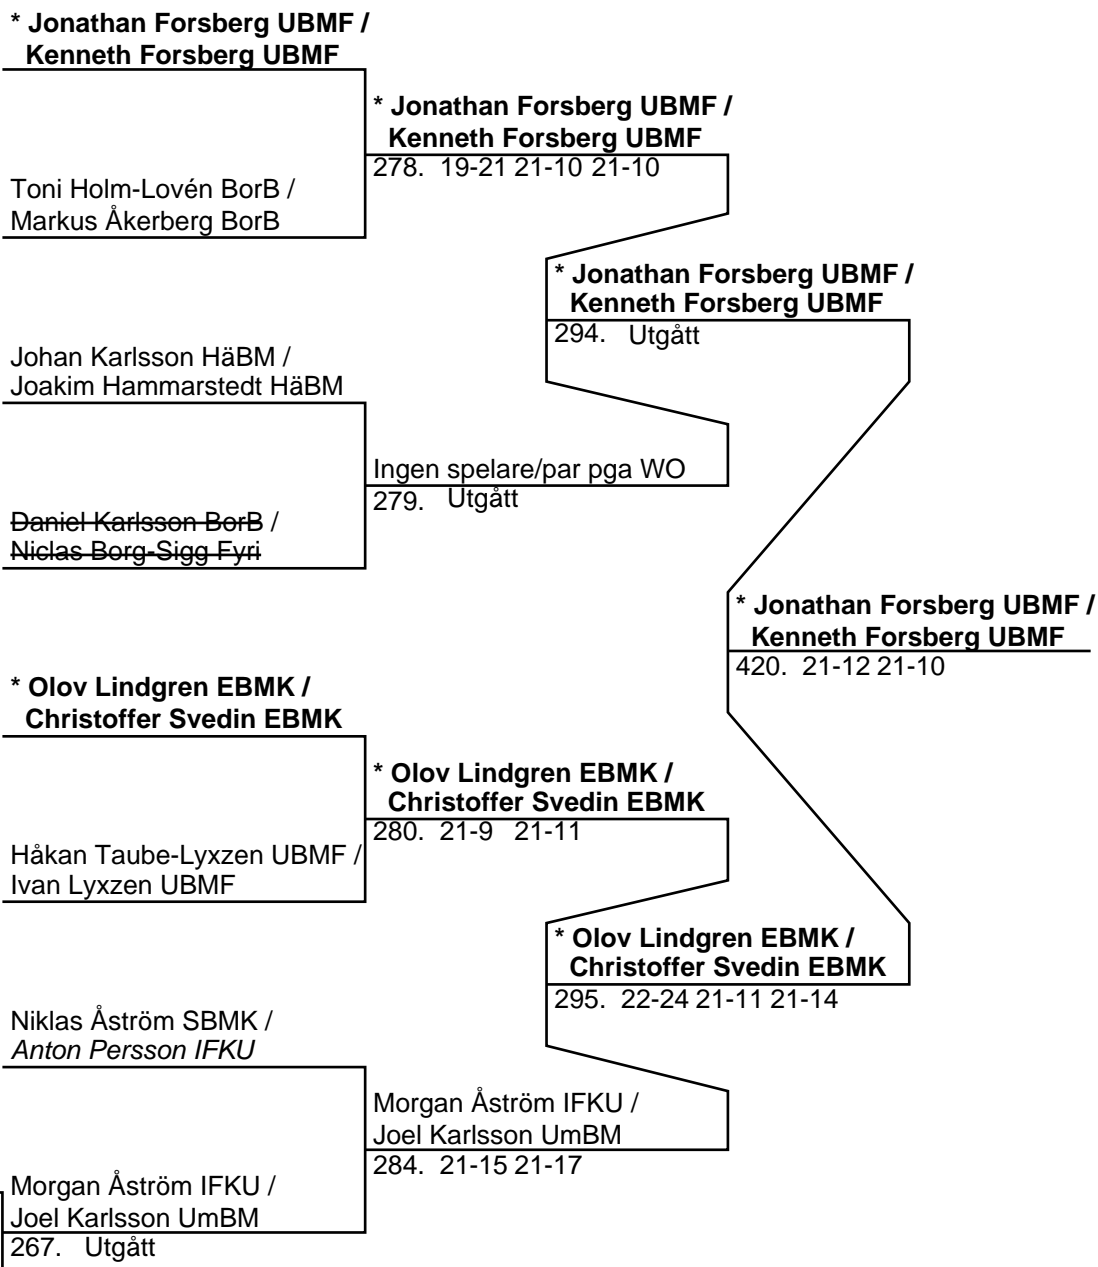 * Jonathan Forsberg UBMF /
Kenneth Forsberg UBMF
* Jonathan Forsberg UBMF /
Kenneth Forsberg UBMF
278. 19-21 21-10 21-10
Toni Holm-Lovén BorB /
Markus Åkerberg BorB
* Jonathan Forsberg UBMF /
Kenneth Forsberg UBMF
294. Utgått
Johan Karlsson HäBM /
Joakim Hammarstedt HäBM
Ingen spelare/par pga WO
279. Utgått
Daniel Karlsson BorB /
Niclas Borg-Sigg Fyri
* Jonathan Forsberg UBMF /
Kenneth Forsberg UBMF
420. 21-12 21-10
* Olov Lindgren EBMK /
Christoffer Svedin EBMK
* Olov Lindgren EBMK /
Christoffer Svedin EBMK
280. 21-9 21-11
Håkan Taube-Lyxzen UBMF /
Ivan Lyxzen UBMF
* Olov Lindgren EBMK /
Christoffer Svedin EBMK
295. 22-24 21-11 21-14
Niklas Åström SBMK /
Anton Persson IFKU
Morgan Åström IFKU /
Joel Karlsson UmBM
284. 21-15 21-17
Morgan Åström IFKU /
Joel Karlsson UmBM
267. Utgått